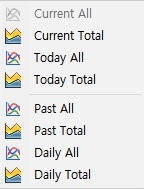 Current All
Current Total
Today All
Today Total
Past All
Past Total
Daily All
Daily Total